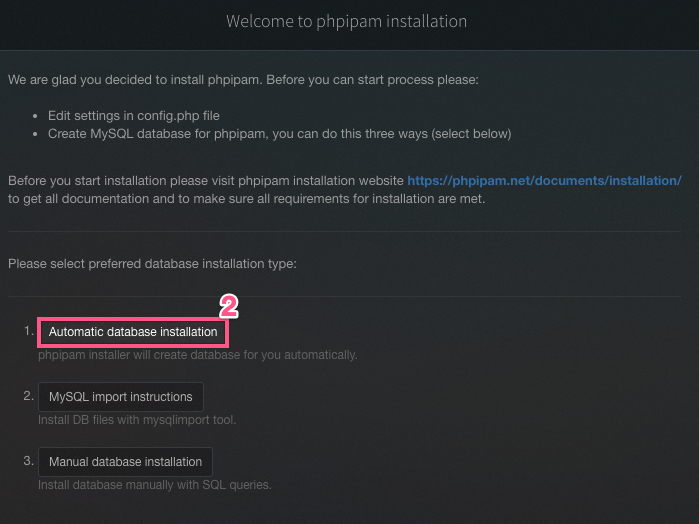 Welcome to phpipam installation
We are glad you decided to install phpipam. Before you can start process please:
• Edit settings in config.php file
• Create MySQL database for phpipam, you can do this three ways (select below)
Before you start installation please visit phpipam installation website https://phpipam.net/documents/installation/
to get all documentation and to make sure all requirements for installation are met.
Please select preferred database installation type:
2
1. Automatic database installation
phpipam installer will create database for you automatically.
2. MySQL import instructions
Install DB files with mysqlimport tool.
3. Manual database installation
Install database manually with SQL queries.